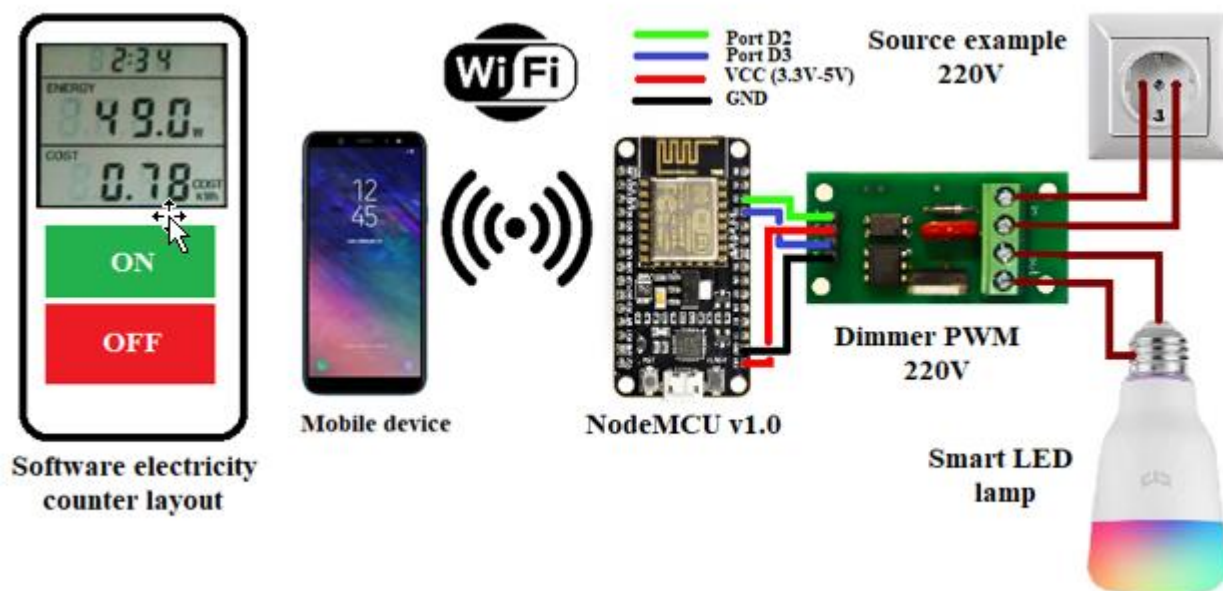 2:34
ENERGY
49.0 W
COST
0.78 COST
kWh
ON
OFF
Software electricity
counter layout
Wi Fi
12
45
Mobile device
Port D2
Port D3
VCC (3.3V-5V)
GND
NodeMCU v1.0
Source example
220V
Dimmer PWM
220V
Smart LED
lamp